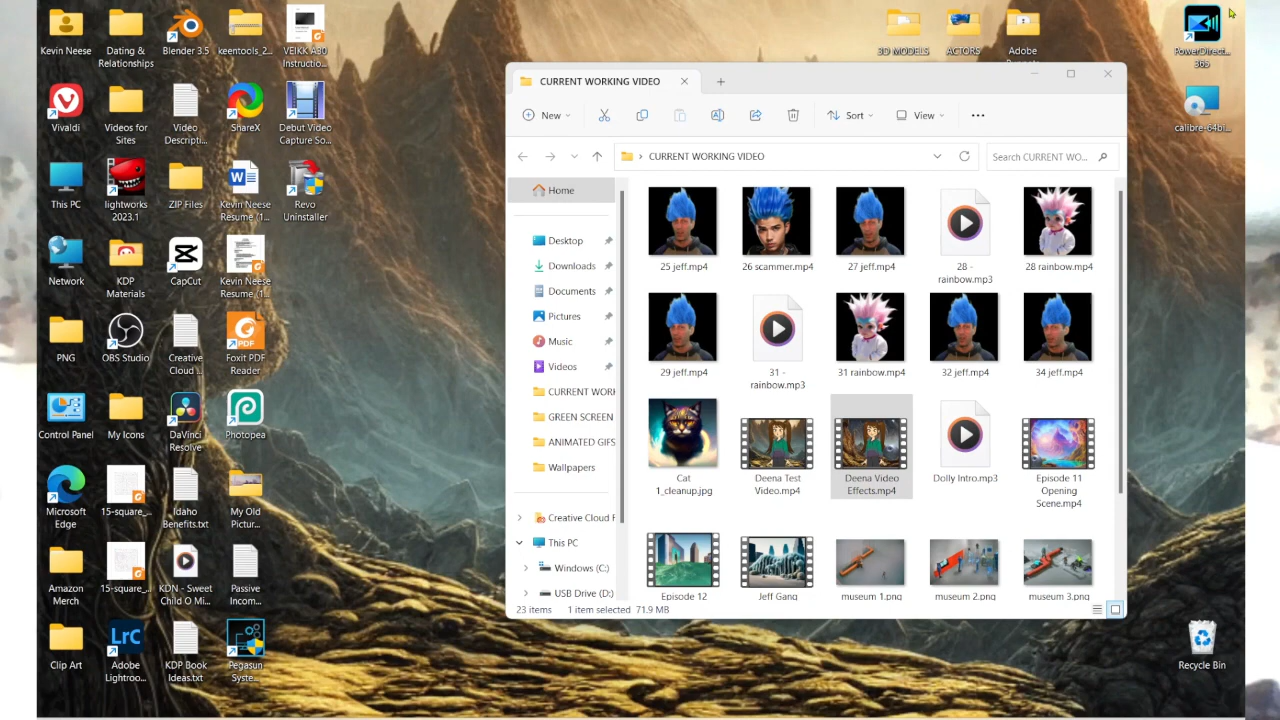 Kevin Neese
Dating &
Relationships
Blender 3.5
keentools_2...
VEIKK A30
Instructio...
Vivaldi
Videos for
Sites
Video
Descripti...
ShareX
Debut Video
Capture So...
This PC
lightworks
2023.1
ZIP Files
Kevin Neese
Resume (1...
Revo
Uninstaller
Network
KDP
Materials
CapCut
Kevin Neese
Resume (1...
PNG
OBS Studio
Creative
Cloud ...
PDF
Foxit PDF
Reader
Control Panel
My Icons
DaVinci
Resolve
Photopea
Microsoft
Edge
15-square_...
Idaho
Benefits.txt
My Old
Pictur...
Amazon
Merch
15-square_...
KDN - Sweet
Child O Mi...
Passive
Incom...
Clip Art
LrC
Adobe
Lightroo...
KDP Book
Ideas.txt
Pegasun
Syste...
3D MODELS
ACTORS
Adobe
PowerDirect...
365
calibre-64bi...
Recycle Bin
CURRENT WORKING VIDEO
New
Sort
View
CURRENT WORKING VIDEO
Search CURRENT WO...
Home
Desktop
Downloads
Documents
Pictures
Music
Videos
CURRENT WORK
GREEN SCREEN
ANIMATED GIFS
Wallpapers
Creative Cloud F
This PC
Windows (C:)
USB Drive (D:)
25 jeff.mp4
26 scammer.mp4
27 jeff.mp4
28 -
rainbow.mp3
28 rainbow.mp4
29 jeff.mp4
31 -
rainbow.mp3
31 rainbow.mp4
32 jeff.mp4
34 jeff.mp4
Cat
1_cleanup.jpg
Deena Test
Video.mp4
Deena Video
Effects.mp4
Dolly Intro.mp3
Episode 11
Opening
Scene.mp4
Episode 12
Jeff Gang
museum 1.png
museum 2.png
museum 3.png
23 items
1 item selected 71.9 MB